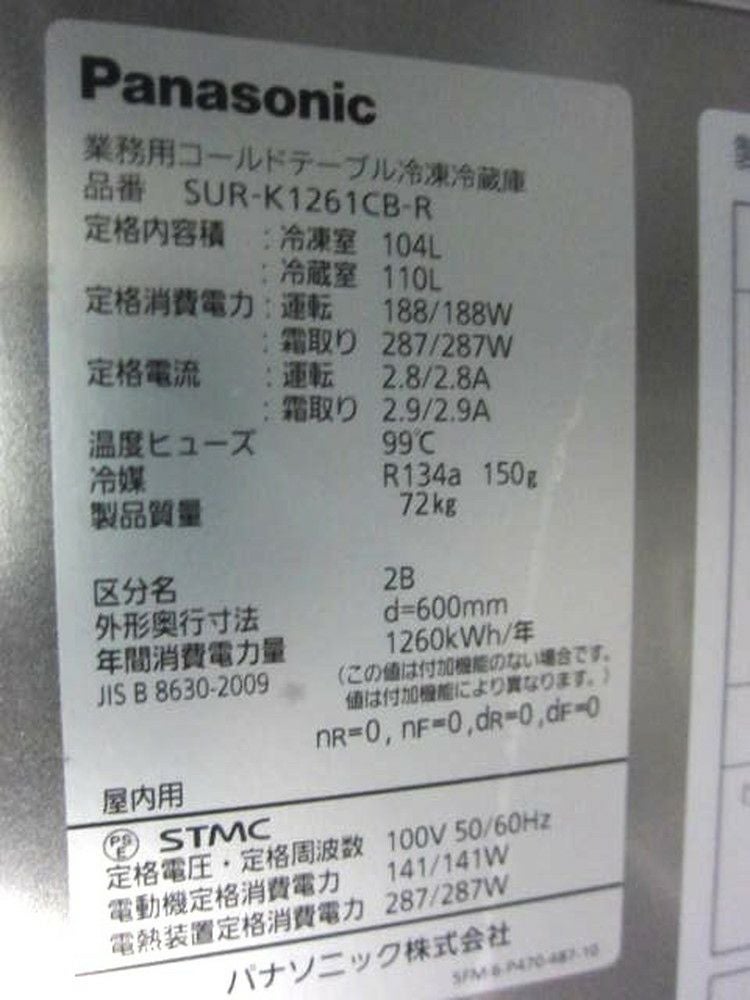 Panasonic
業務用コールドテーブル冷凍冷蔵庫
品番 SUR-K1261CB-R
定格内容積 : 冷凍室 104L
: 冷蔵室 110L
定格消費電力 : 運転 188/188W
: 霜取り 287/287W
定格電流 : 運転 2.8/2.8A
: 霜取り 2.9/2.9A
温度ヒューズ 99℃
冷媒 R134a 150g
製品質量 72kg
区分名 2B
外形奥行寸法 d=600mm
年間消費電力量 1260kWh/年
JIS B 8630-2009 (この値は付加機能のない場合です。
値は付加機能により異なります。)
nR=0, nF=0,dR=0,dF=0
屋内用
PS E STMC
定格電圧・定格周波数 100V 50/60Hz
電動機定格消費電力 141/141W
電熱装置定格消費電力 287/287W
パナソニック株式会社
SFM-6-P470-487-10